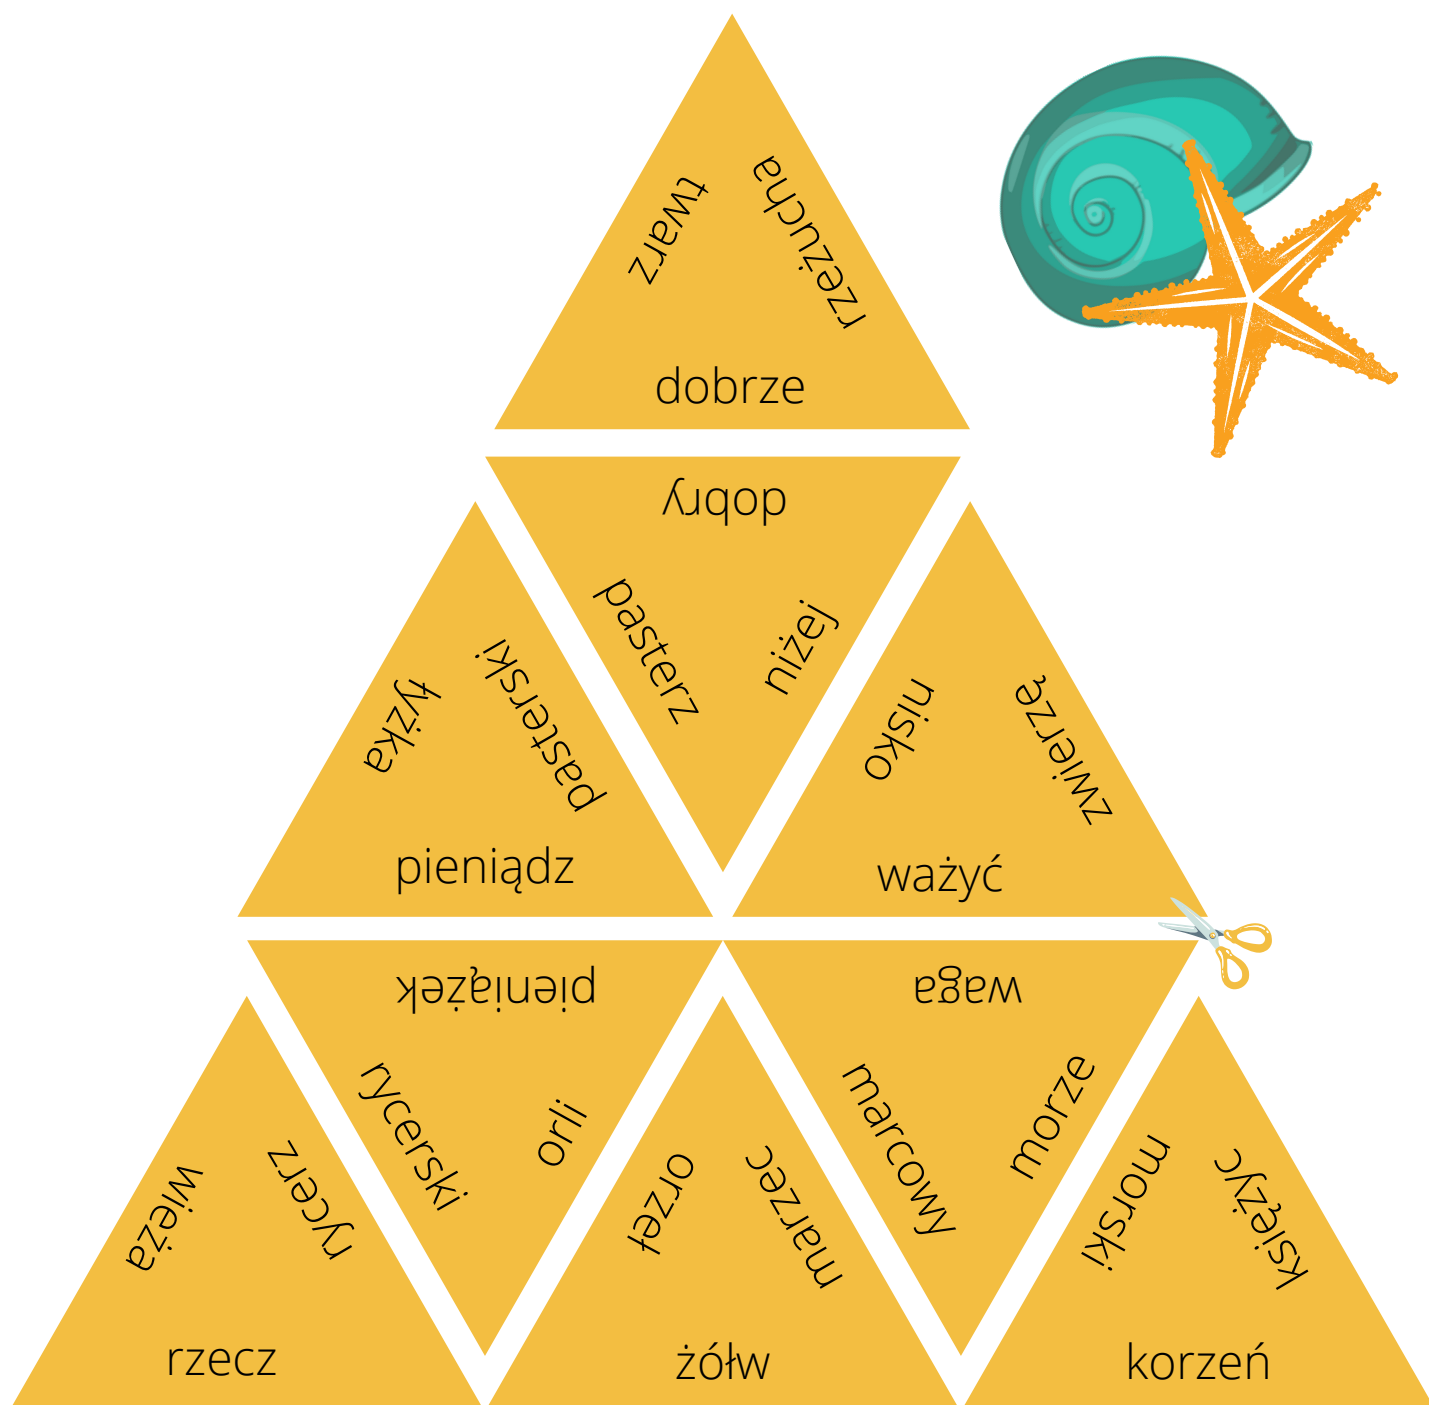 twarz
rzeżucha
dobrze
dobry
pasterz
niżej
łyżka
pasterski
pieniądz
nisko
zwierzę
ważyć
pieniążek
rycerski
orli
waga
marcowy
morze
wieża
rycerz
rzecz
orzeł
marzec
żółw
morski
księżyc
korzeń